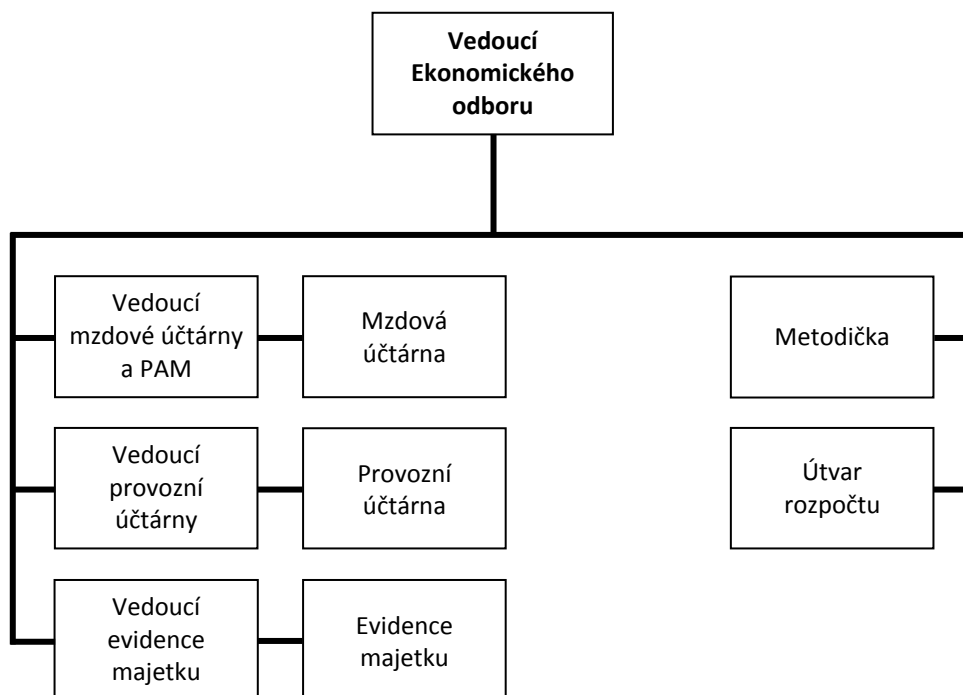 Vedoucí
Ekonomického
odboru
Vedoucí
mzdové účtárny
a PAM
Mzdová
účtárna
Metodička
Vedoucí
provozní
účtárny
Provozní
účtárna
Útvar
rozpočtu
Vedoucí
evidence
majetku
Evidence
majetku